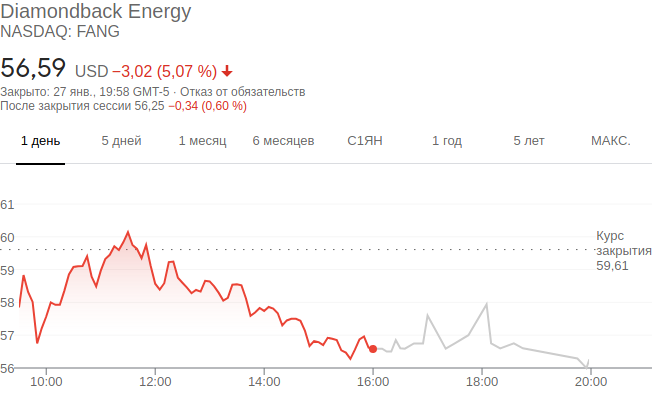 Diamondback Energy
NASDAQ: FANG
56,59 USD −3,02 (5,07 %)
Закрыто: 27 янв., 19:58 GMT-5 · Отказ от обязательств
После закрытия сессии 56,25 −0,34 (0,60 %)
1 день 5 дней 1 месяц 6 месяцев С1ЯН 1 год 5 лет МАКС.
61
60
59
58
57
56
Курс
закрытия
59,61
10:00 12:00 14:00 16:00 18:00 20:00